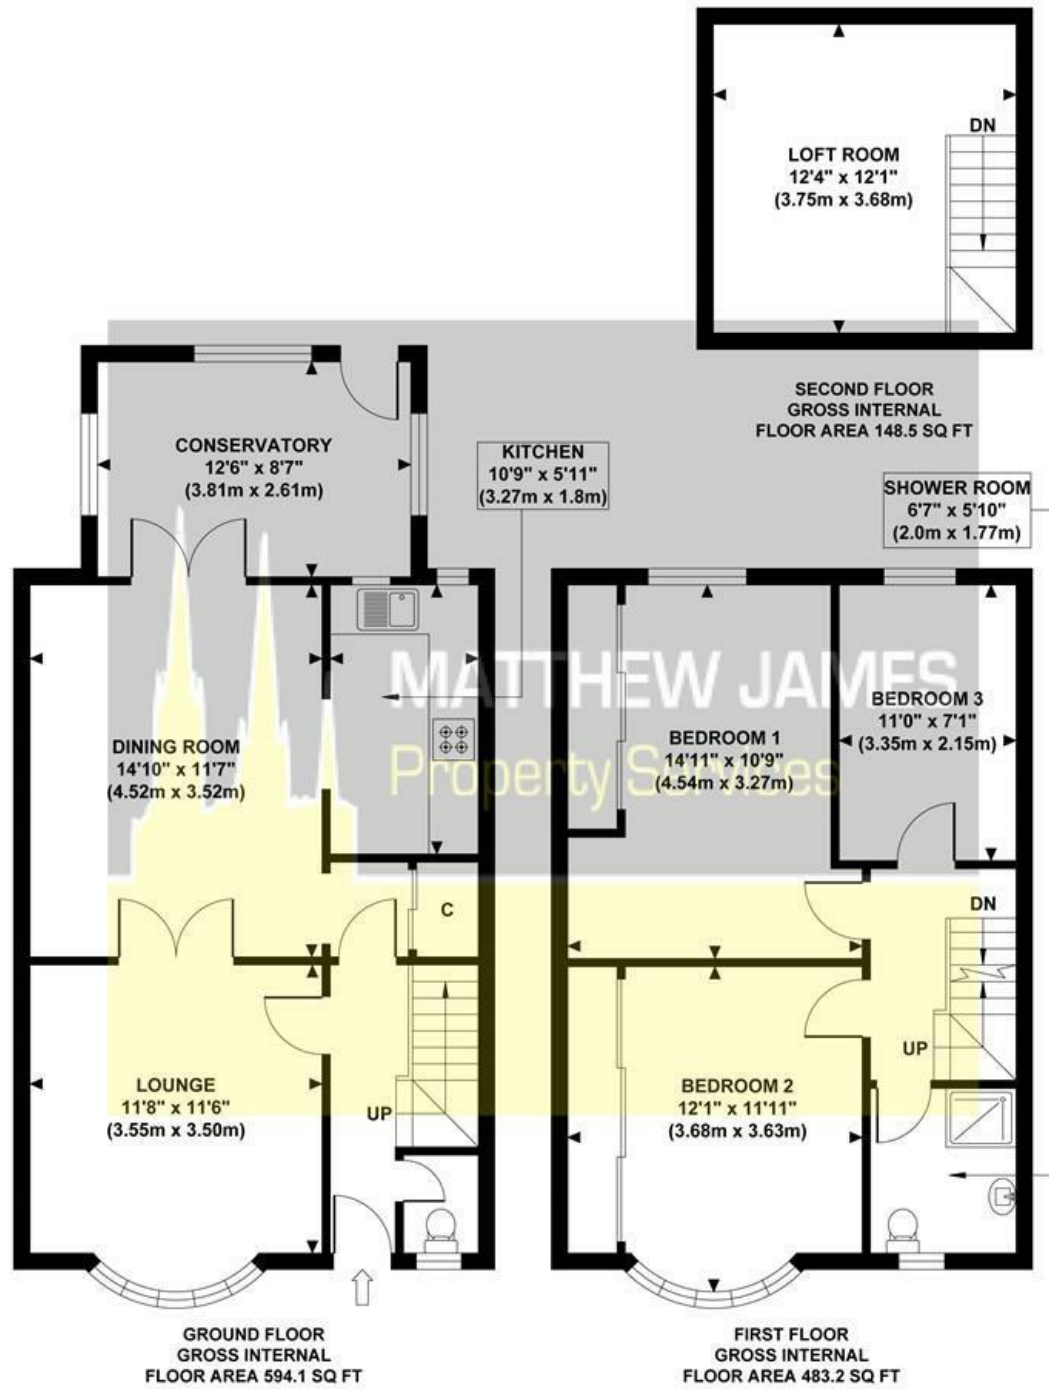 DN
LOFT ROOM
12'4" x 12'1"
(3.75m x 3.68m)
SECOND FLOOR
GROSS INTERNAL
FLOOR AREA 148.5 SQ FT
CONSERVATORY
12'6" x 8'7"
(3.81m x 2.61m)
KITCHEN
10'9" x 5'11"
(3.27m x 1.8m)
SHOWER ROOM
6'7" x 5'10"
(2.0m x 1.77m)
MATTHEW JAMES
Property Services
DINING ROOM
14'10" x 11'7"
(4.52m x 3.52m)
BEDROOM 1
14'11" x 10'9"
(4.54m x 3.27m)
BEDROOM 3
11'0" x 7'1"
(3.35m x 2.15m)
C
DN
LOUNGE
11'8" x 11'6"
(3.55m x 3.50m)
UP
BEDROOM 2
12'1" x 11'11"
(3.68m x 3.63m)
UP
GROUND FLOOR
GROSS INTERNAL
FLOOR AREA 594.1 SQ FT
FIRST FLOOR
GROSS INTERNAL
FLOOR AREA 483.2 SQ FT